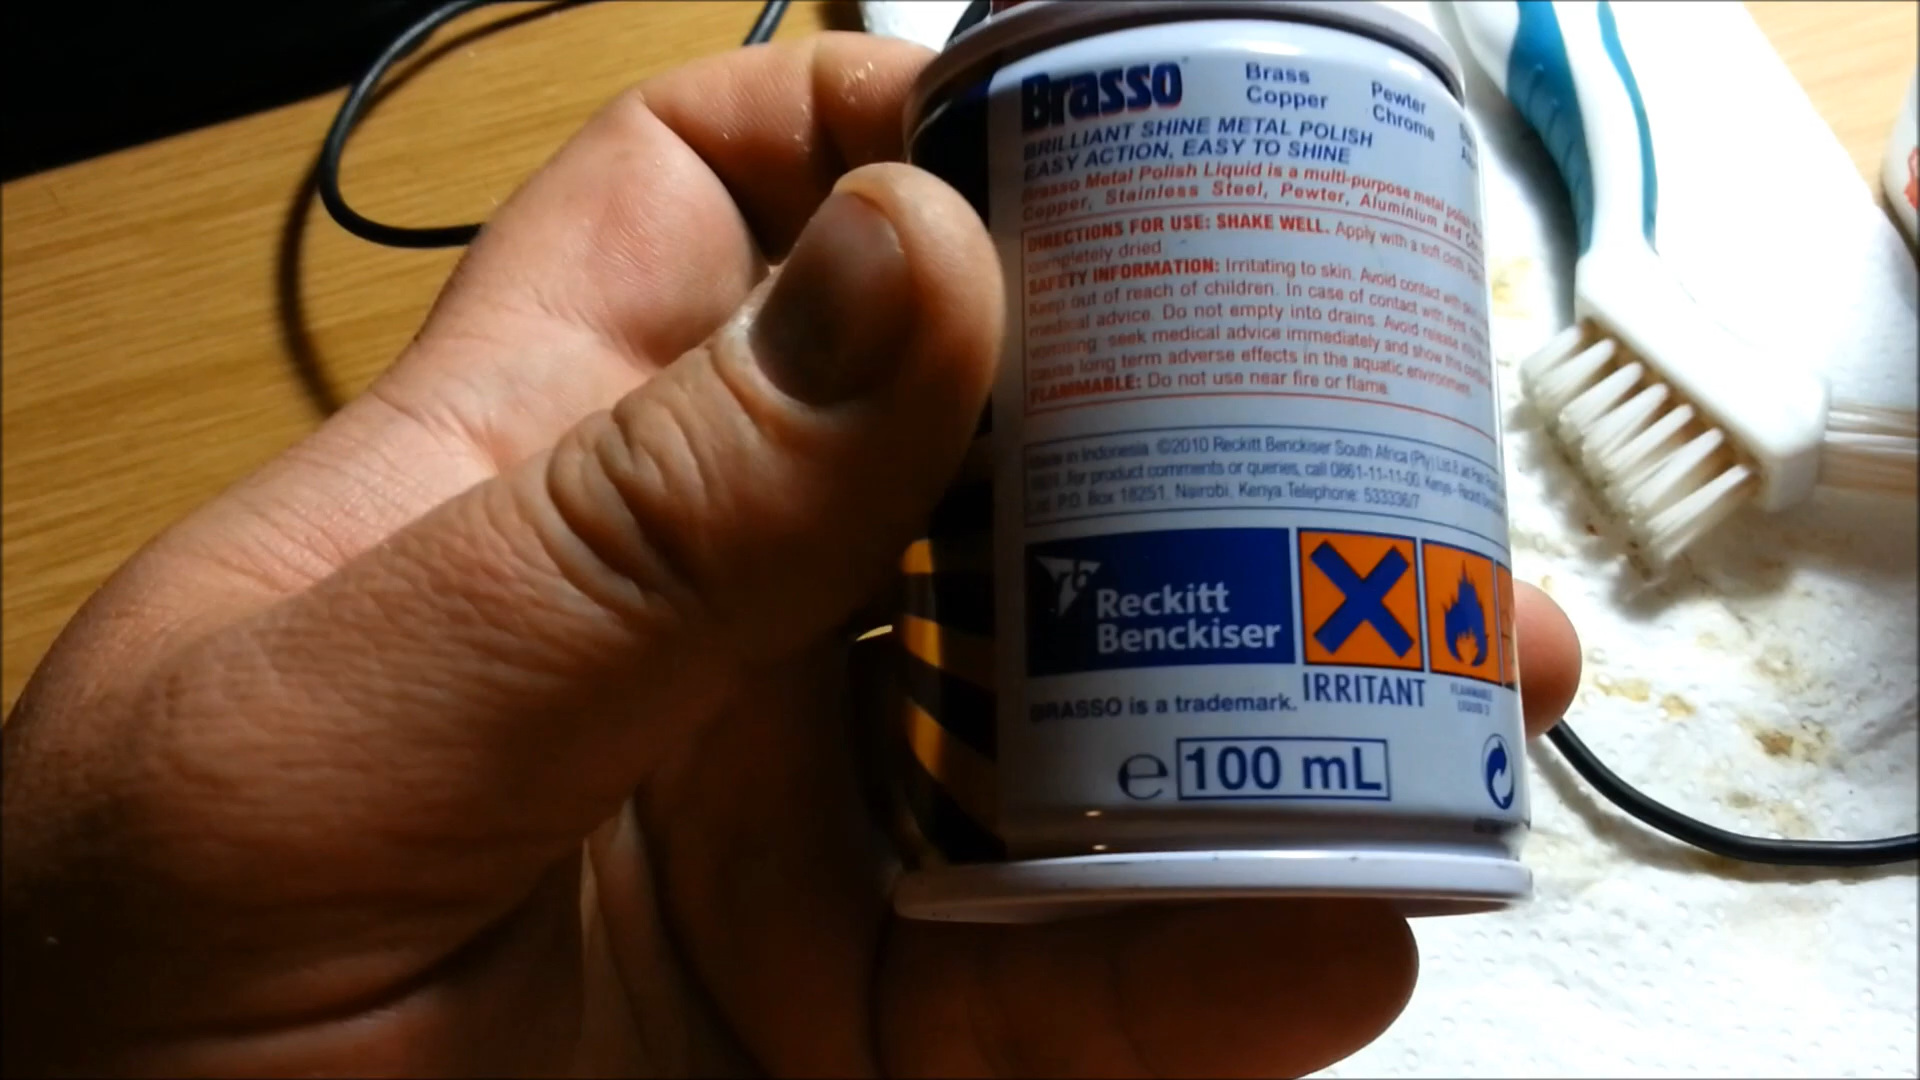 Brasso
Brass
Copper
Pewter
Chrome
BRILLIANT SHINE METAL POLISH
EASY ACTION, EASY TO SHINE
Brasso Metal Polish Liquid is a multi-purpose metal
Copper, Stainless Steel, Pewter, Aluminium and
DIRECTIONS FOR USE: SHAKE WELL. Apply with a soft cloth.
completely dried
SAFETY INFORMATION: Irritating to skin. Avoid contact with
Keep out of reach of children. In case of contact with eyes
medical advice. Do not empty into drains. Avoid release
vomiting seek medical advice immediately and show this
cause long term adverse effects in the aquatic environment.
FLAMMABLE: Do not use near fire or flame.
Made in Indonesia ©2010 Reckitt Benckiser South Africa (Pty)
For product comments or queries, call 0861-11-11-00. Kenya -
Ltd. P.O. Box 18251, Nairobi, Kenya Telephone: 533336/7
Reckitt
Benckiser
IRRITANT
FLAMMABLE
LIQUID
BRASSO is a trademark.
e 100 mL